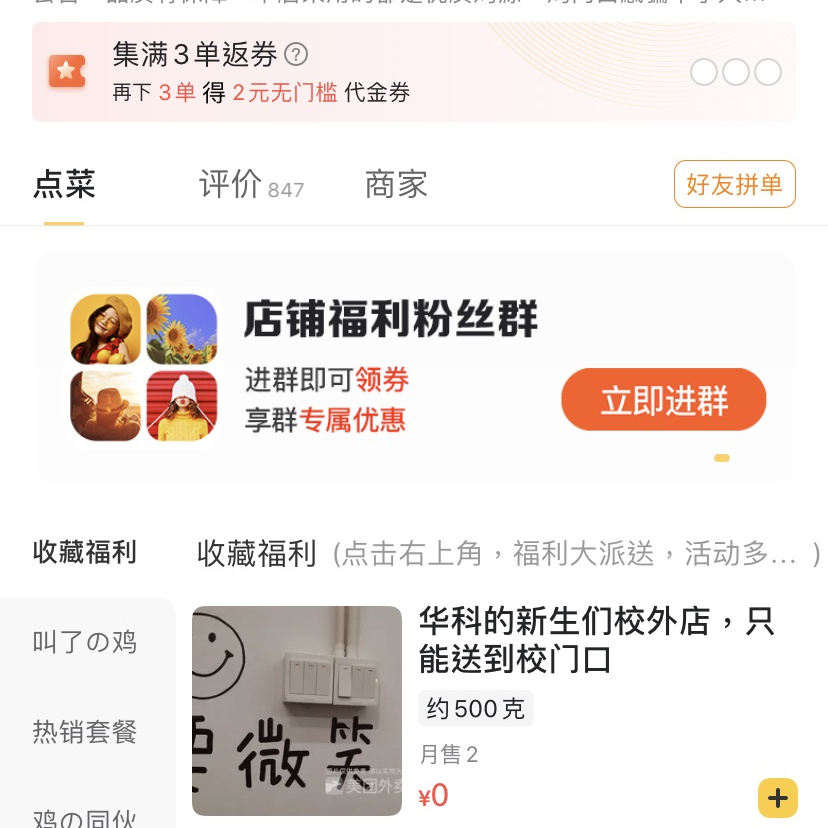 集满3单返券
再下 3单 得 2元无门槛 代金券
点菜
评价 847
商家
好友拼单
店铺福利粉丝群
进群即可领券
享群专属优惠
立即进群
收藏福利
收藏福利 (点击右上角，福利大派送，活动多... )
叫了の鸡
热销套餐
鸡の同伙
华科的新生们校外店，只
能送到校门口
约500克
月售2
¥0
微笑
美团外卖